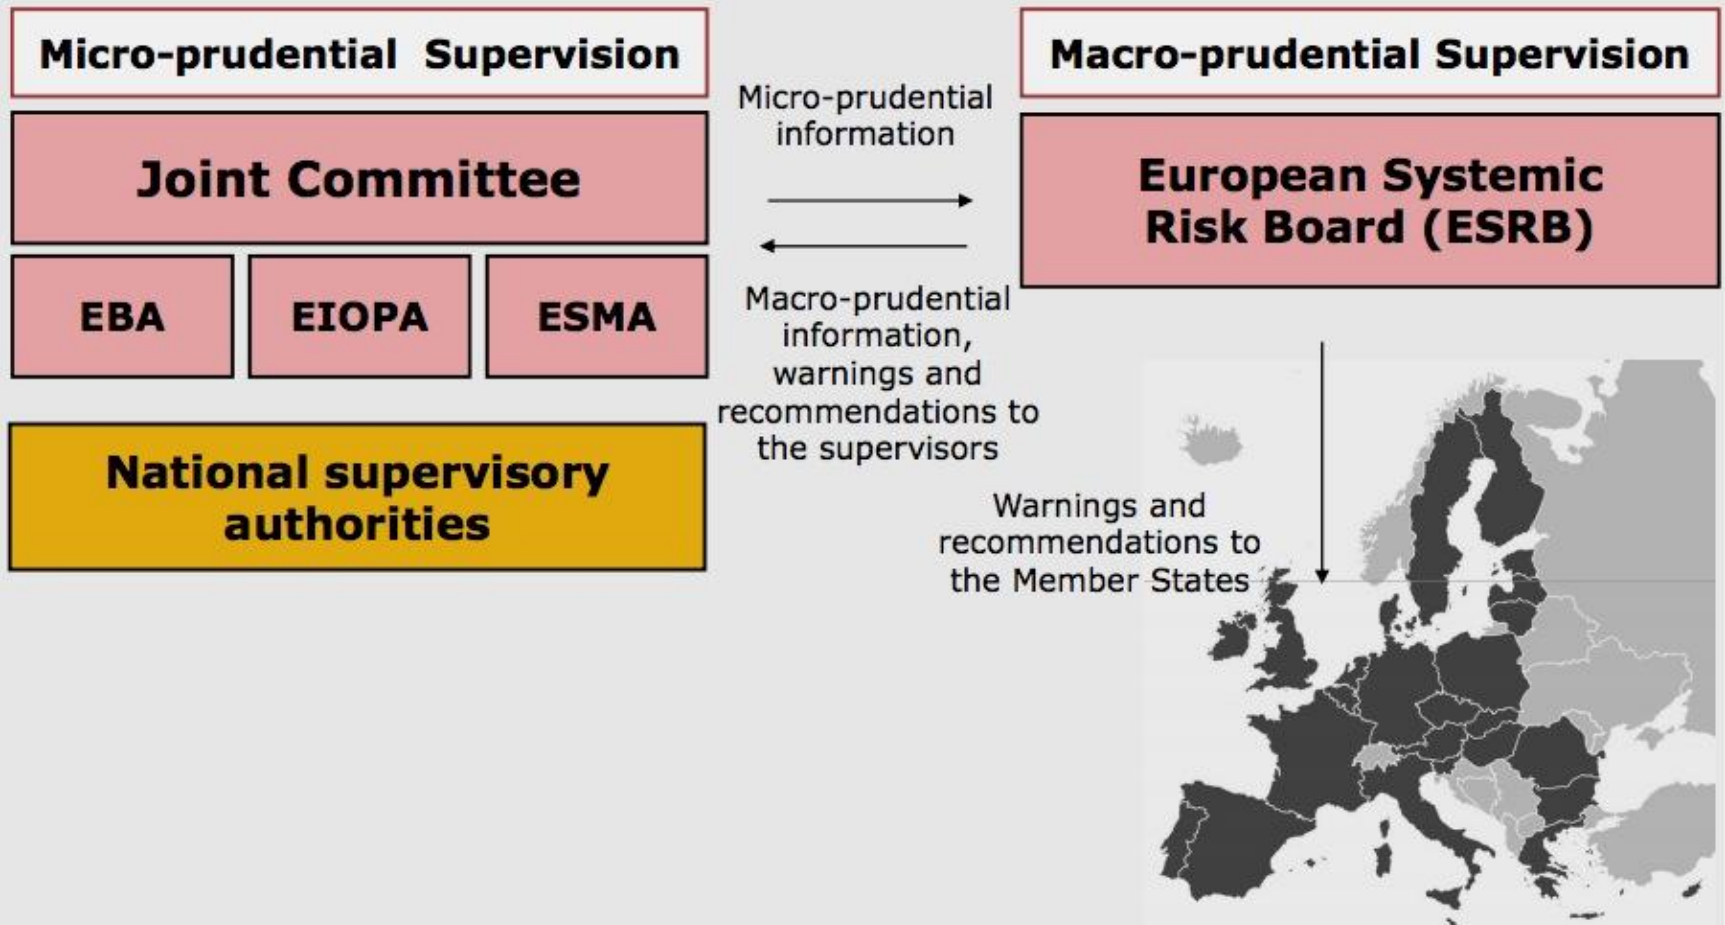 Micro-prudential Supervision
Joint Committee
EBA
EIOPA
ESMA
National supervisory
authorities
Micro-prudential
information
Macro-prudential
information,
warnings and
recommendations to
the supervisors
Macro-prudential Supervision
European Systemic
Risk Board (ESRB)
Warnings and
recommendations to
the Member States